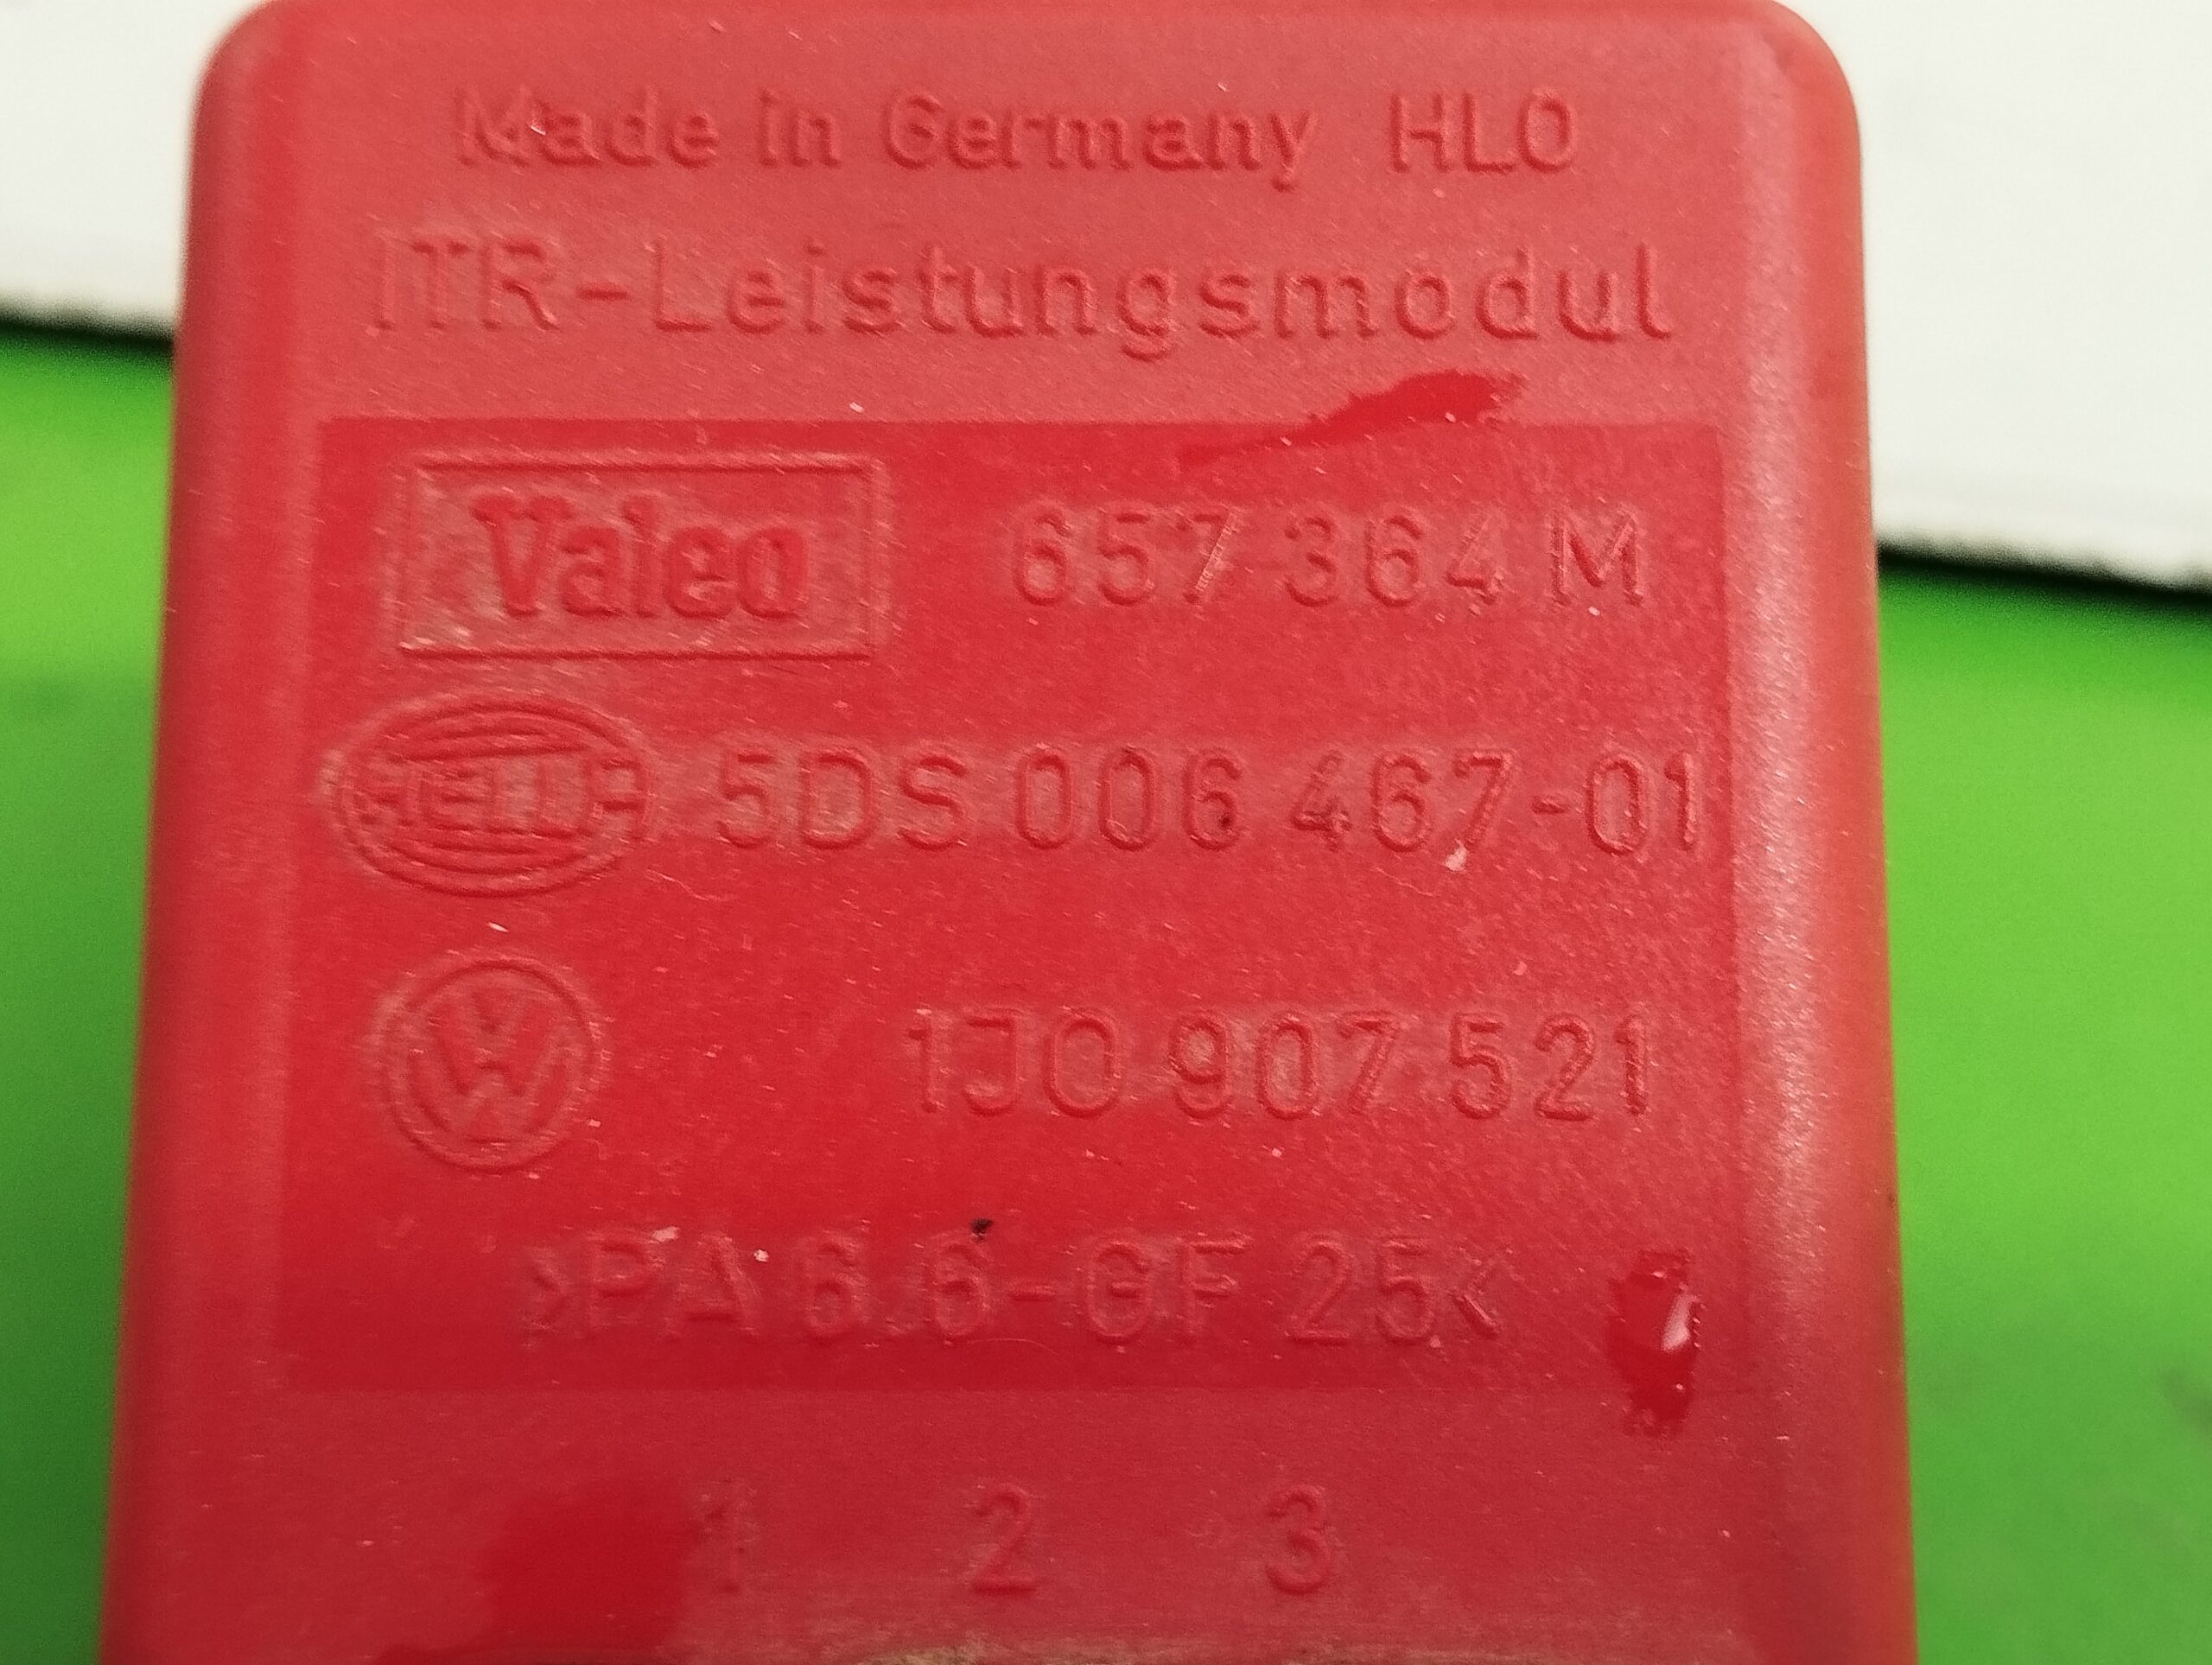 Made in Germany HLO
ITR-Leistungsmodul
Valeo 657 364 M
HELLA 5DS 006 467-01
VW 1J0 907 521
>PA 6.6-GF 25<
1 2 3